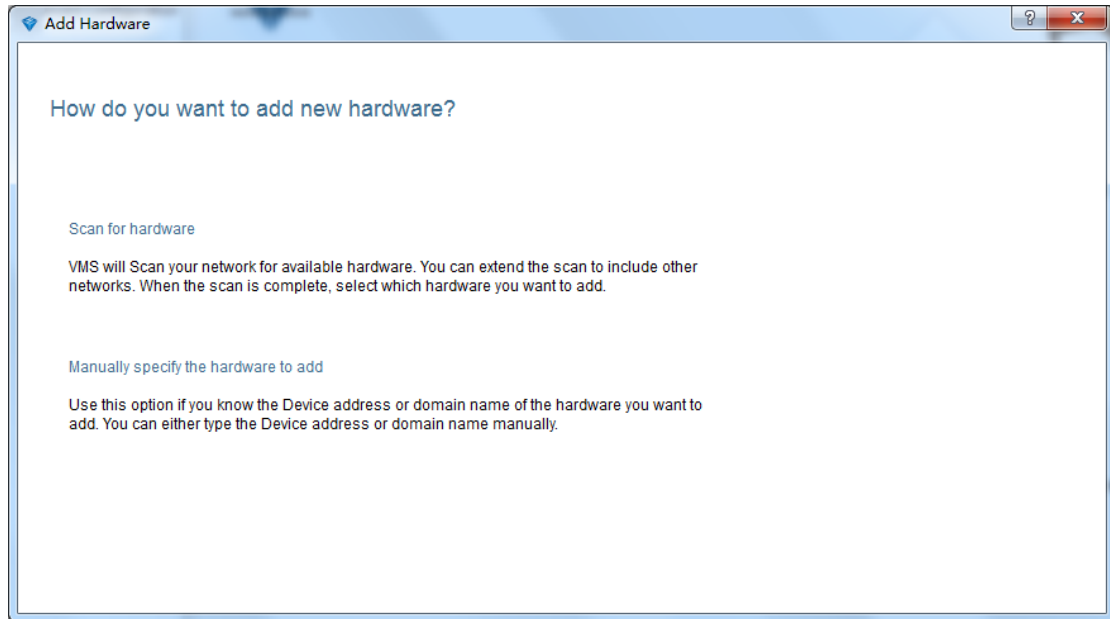 Add Hardware
How do you want to add new hardware?
Scan for hardware
VMS will Scan your network for available hardware. You can extend the scan to include other
networks. When the scan is complete, select which hardware you want to add.
Manually specify the hardware to add
Use this option if you know the Device address or domain name of the hardware you want to
add. You can either type the Device address or domain name manually.